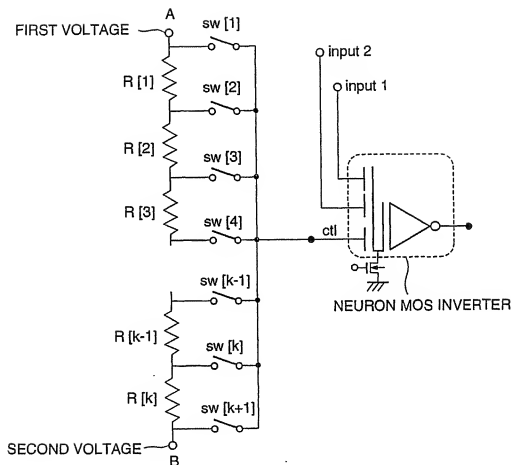 A
FIRST VOLTAGE
sw [1]
input 2
R [1]
sw [2]
input 1
R [2]
sw [3]
R [3]
sw [4]
ctl
sw [k-1]
NEURON MOS INVERTER
R [k-1]
sw [k]
R [k]
sw [k+1]
SECOND VOLTAGE
B